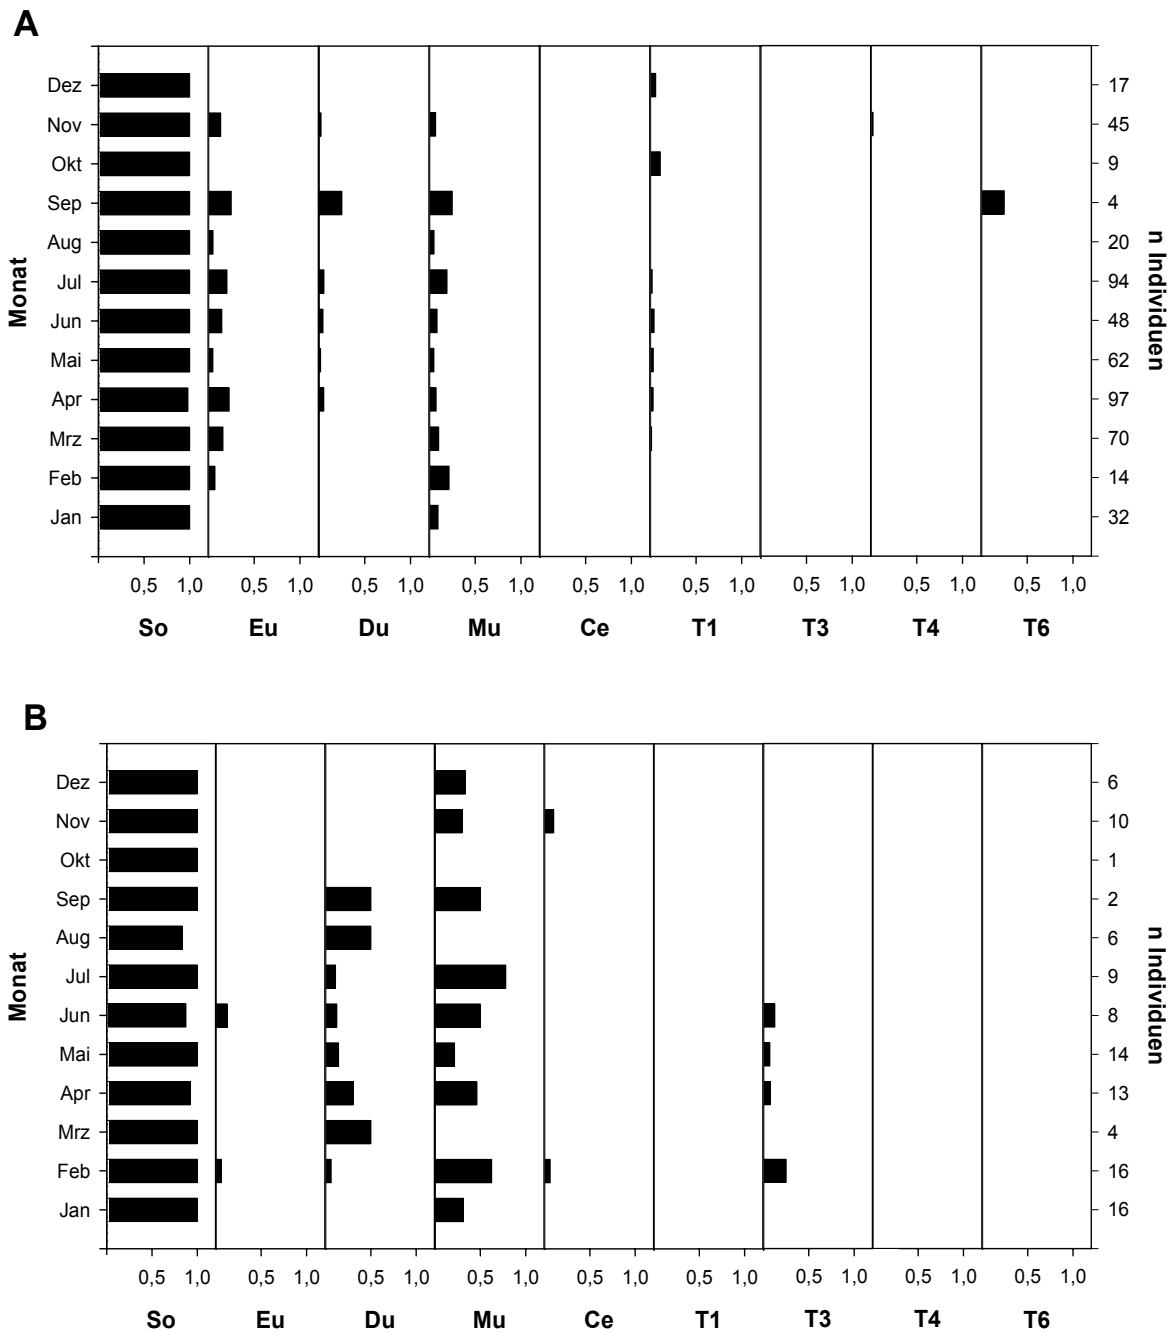 A
Dez 17
Nov 45
Okt 9
Sep 4
Aug 20
Jul 94
Jun 48
Mai 62
Apr 97
Mrz 70
Feb 14
Jan 32
Monat
n Individuen
0,5 1,0 0,5 1,0 0,5 1,0 0,5 1,0 0,5 1,0 0,5 1,0 0,5 1,0 0,5 1,0 0,5 1,0
So Eu Du Mu Ce T1 T3 T4 T6
B
Dez 6
Nov 10
Okt 1
Sep 2
Aug 6
Jul 9
Jun 8
Mai 14
Apr 13
Mrz 4
Feb 16
Jan 16
Monat
n Individuen
0,5 1,0 0,5 1,0 0,5 1,0 0,5 1,0 0,5 1,0 0,5 1,0 0,5 1,0 0,5 1,0 0,5 1,0
So Eu Du Mu Ce T1 T3 T4 T6